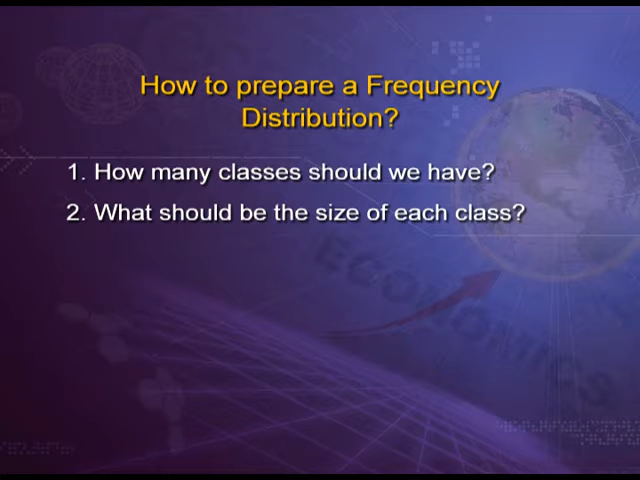 How to prepare a Frequency
Distribution?
1. How many classes should we have?
2. What should be the size of each class?
ECONOMICS